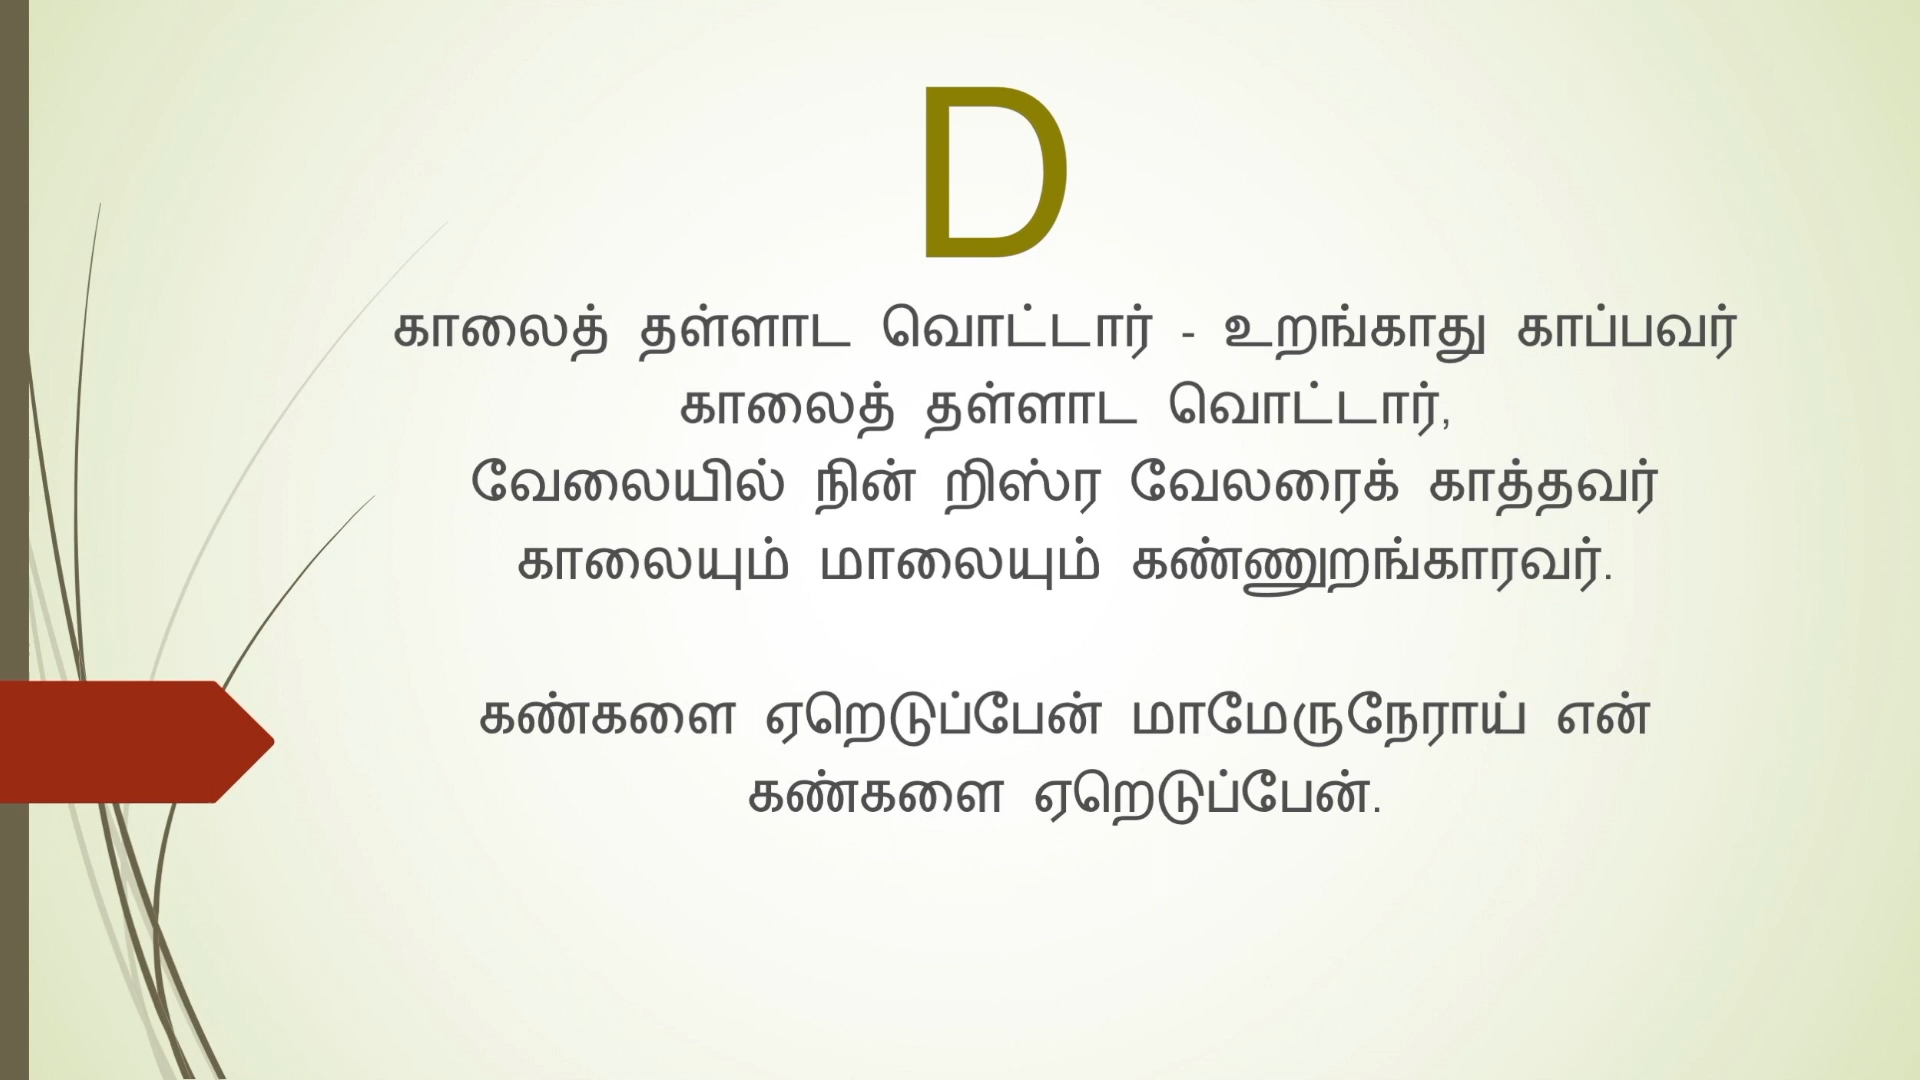 D
காலைத் தள்ளாட வொட்டார் - உறங்காது காப்பவர்
காலைத் தள்ளாட வொட்டார்,
வேலையில் நின் றிஸ்ர வேலரைக் காத்தவர்
காலையும் மாலையும் கண்ணுறங்காரவர்.
கண்களை ஏறெடுப்பேன் மாமேருநேராய் என்
கண்களை ஏறெடுப்பேன்.